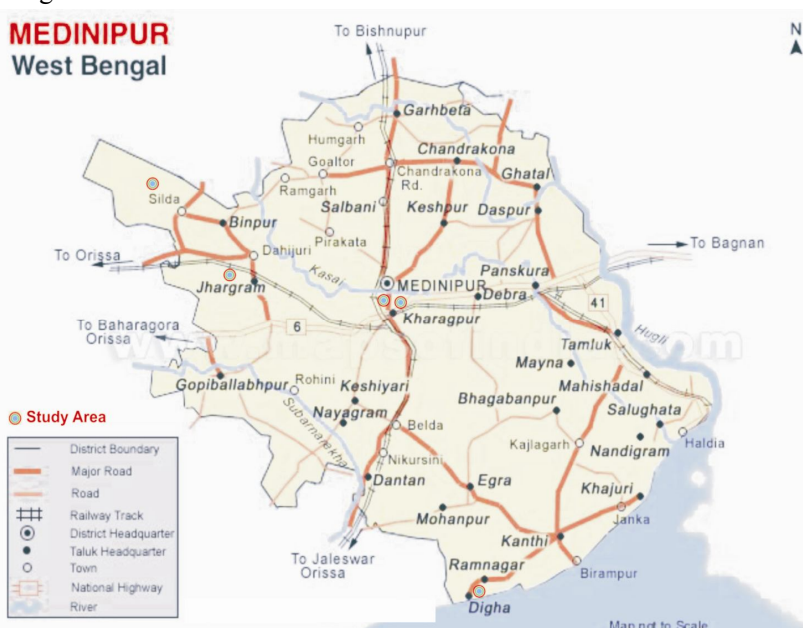 MEDINIPUR
West Bengal
To Bishnupur
N
Garhbeta
Humgarh
Chandrakona
Goaltor
Chandrakona
Rd.
Ghatal
Ramgarh
Silda
Salbani
Keshpur
Daspur
Binpur
Pirakata
To Bagnan
To Orissa
Dahijuri
Kasai
Panskura
Jhargram
MEDINIPUR
Debra
41
Kharagpur
6
To Baharagora
Orissa
Hugli
Tamluk
Mayna
Mahishadal
Gopiballabhpur
Rohini
Keshiyari
Bhagabanpur
Salughata
Nayagram
Subarnarekha
Belda
Kajlagarh
Nandigram
Haldia
Study Area
Nikursini
District Boundary
Major Road
Road
Railway Track
District Headquarter
Taluk Headquarter
Town
National Highway
River
Dantan
Egra
Khajuri
Mohanpur
Janka
Kanthi
To Jaleswar
Orissa
Ramnagar
Birampur
Digha
Map not to Scale